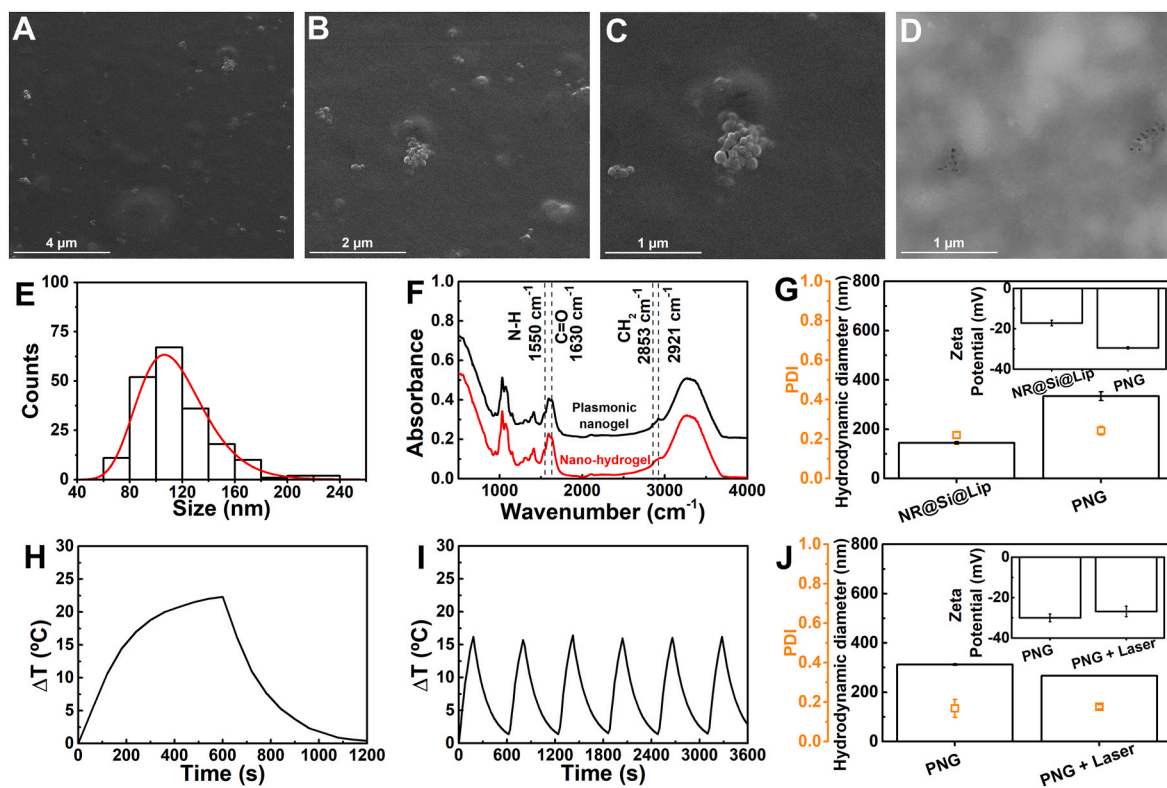 A
B
C
D
4 µm
2 µm
1 µm
1 µm
E
100
75
50
25
0
Counts
40
80
120
160
200
240
Size (nm)
F
1.0
0.8
0.6
0.4
0.2
0.0
Absorbance
N-H
1550 cm-1
C=O
1630 cm-1
CH2
2853 cm-1
2921 cm-1
Plasmonic
nanogel
Nano-hydrogel
1000
2000
3000
4000
Wavenumber (cm-1)
G
1.0
0.8
0.6
0.4
0.2
0.0
PDI
800
600
400
200
0
Hydrodynamic diameter (nm)
0
-20
-40
Zeta
Potential (mV)
NR@Si@Lip
PNG
NR@Si@Lip
PNG
H
30
25
20
15
10
5
0
ΔT (ºC)
0
200
400
600
800
1000
1200
Time (s)
I
30
25
20
15
10
5
0
ΔT (ºC)
0
600
1200
1800
2400
3000
3600
Time (s)
J
1.0
0.8
0.6
0.4
0.2
0.0
PDI
800
600
400
200
0
Hydrodynamic diameter (nm)
0
-20
-40
Zeta
Potential (mV)
PNG
PNG + Laser
PNG
PNG + Laser